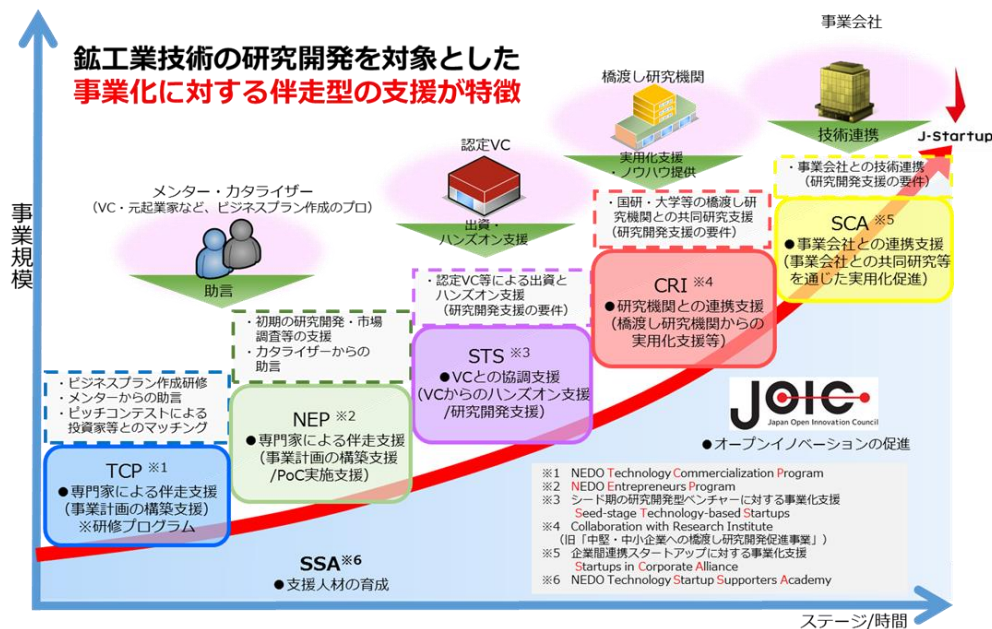 鉱工業技術の研究開発を対象とした
事業化に対する伴走型の支援が特徴
事業会社
橋渡し研究機関
認定VC
メンター・カタライザー
(VC・元起業家など、ビジネスプラン作成のプロ)
助言
出資・
ハンズオン支援
実用化支援
・ノウハウ提供
技術連携
J-Startup
事業規模
・ビジネスプラン作成研修
・メンターからの助言
・ピッチコンテストによる
投資家等とのマッチング
TCP ※1
●専門家による伴走支援
(事業計画の構築支援)
※研修プログラム
・初期の研究開発・市場
調査等の支援
・カタライザーからの
助言
NEP ※2
●専門家による伴走支援
(事業計画の構築支援
/PoC実施支援)
・認定VC等による出資と
ハンズオン支援
(研究開発支援の要件)
STS ※3
●VCとの協調支援
(VCからのハンズオン支援
/研究開発支援)
・国研・大学等の橋渡し研
究機関との共同研究支援
(研究開発支援の要件)
CRI ※4
●研究機関との連携支援
(橋渡し研究機関からの
実用化支援等)
・事業会社との技術連携
(研究開発支援の要件)
SCA ※5
●事業会社との連携支援
(事業会社との共同研究等
を通じた実用化促進)
JOIC
Japan Open Innovation Council
●オープンイノベーションの促進
SSA※6
●支援人材の育成
※1 NEDO Technology Commercialization Program
※2 NEDO Entrepreneurs Program
※3 シード期の研究開発型ベンチャーに対する事業化支援
Seed-stage Technology-based Startups
※4 Collaboration with Research Institute
(旧「中堅・中小企業への橋渡し研究開発促進事業」)
※5 企業間連携スタートアップに対する事業化支援
Startups in Corporate Alliance
※6 NEDO Technology Startup Supporters Academy
ステージ/時間